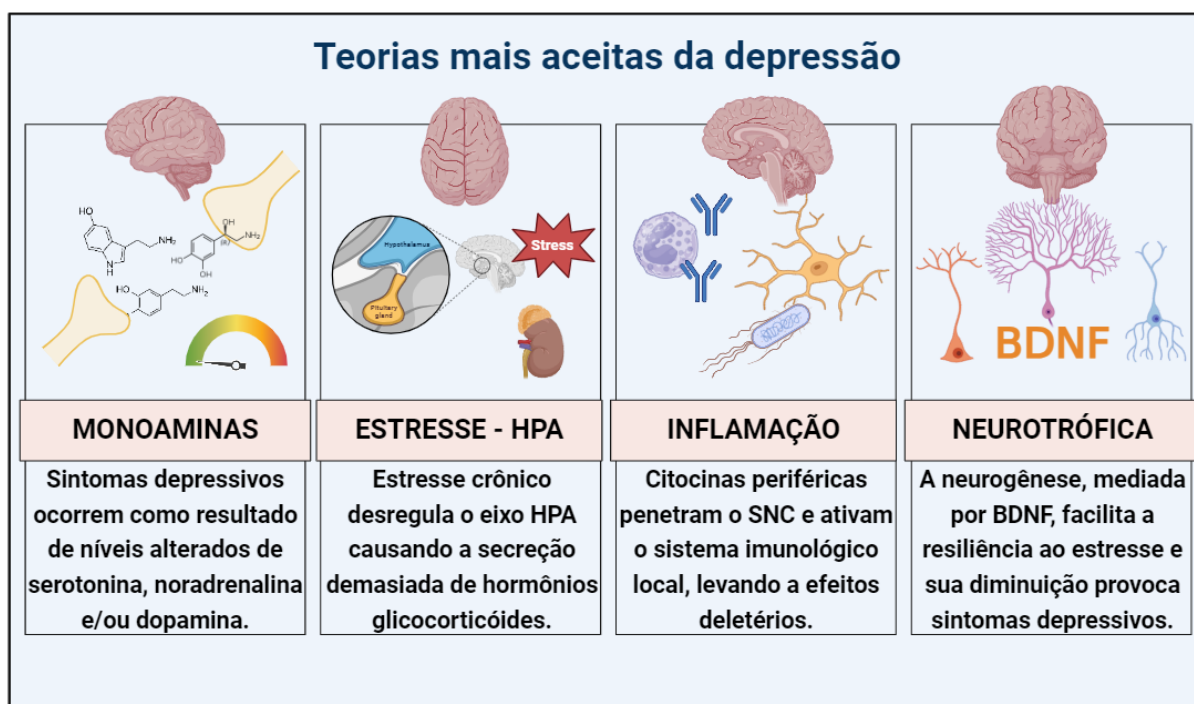 Teorias mais aceitas da depressão
HO
NH₂
N
H
OH
(R)
NH₂
HO
OH
HO
NH₂
HO
Hypothalamus
Pituitary
gland
Stress
BDNF
MONOAMINAS
Sintomas depressivos
ocorrem como resultado
de níveis alterados de
serotonina, noradrenalina
e/ou dopamina.
ESTRESSE - HPA
Estresse crônico
desregula o eixo HPA
causando a secreção
demasiada de hormônios
glicocorticóides.
INFLAMAÇÃO
Citocinas periféricas
penetram o SNC e ativam
o sistema imunológico
local, levando a efeitos
deletérios.
NEUROTRÓFICA
A neurogênese, mediada
por BDNF, facilita a
resiliência ao estresse e
sua diminuição provoca
sintomas depressivos.